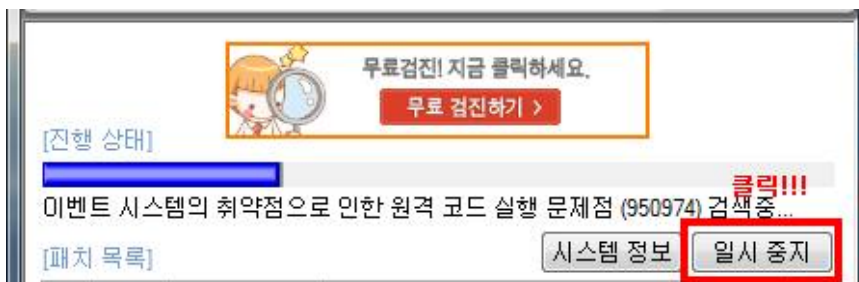 무료검진! 지금 클릭하세요.
무료 검진하기 >
[진행 상태]
클릭!!!
이벤트 시스템의 취약점으로 인한 원격 코드 실행 문제점 (950974) 검색중...
[패치 목록]
시스템 정보
일시 중지